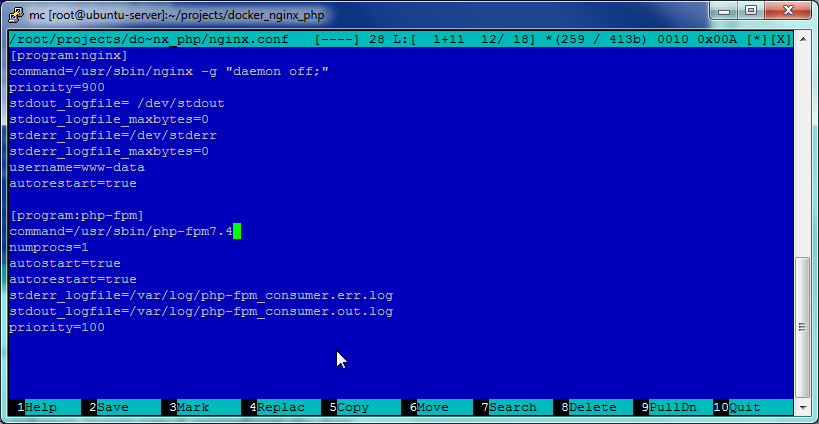 mc [root@ubuntu-server]:~/projects/docker_nginx_php
/root/projects/do~nx_php/nginx.conf [----] 28 L:[ 1+11 12/ 18] *(259 / 413b) 0010 0x00A [*][X]
[program:nginx]
command=/usr/sbin/nginx -g "daemon off;"
priority=900
stdout_logfile= /dev/stdout
stdout_logfile_maxbytes=0
stderr_logfile=/dev/stderr
stderr_logfile_maxbytes=0
username=www-data
autorestart=true
[program:php-fpm]
command=/usr/sbin/php-fpm7.4
numprocs=1
autostart=true
autorestart=true
stderr_logfile=/var/log/php-fpm_consumer.err.log
stdout_logfile=/var/log/php-fpm_consumer.out.log
priority=100
1Help 2Save 3Mark 4Replac 5Copy 6Move 7Search 8Delete 9PullDn 10Quit